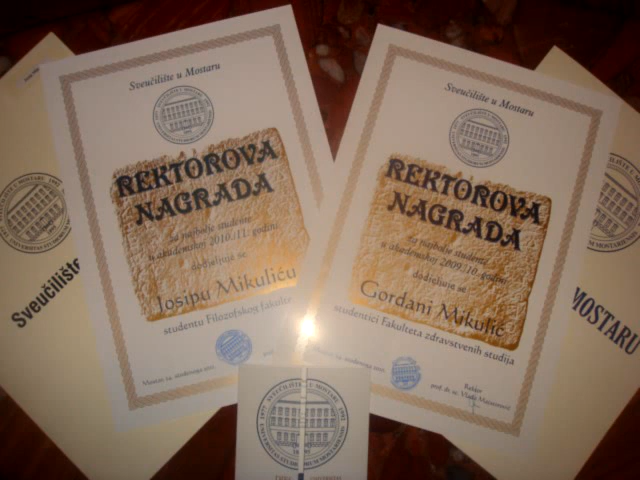 Sveučilište u Mostaru
REKTOROVA
NAGRADA
za najbolje studente
u akademskoj 2010./11. godini
dodjeljuje se
Josipu Mikuliću
studentu Filozofskog fakulteta
Sveučilište u Mostaru
REKTOROVA
NAGRADA
za najbolje studente
u akademskoj 2009./10. godini
dodjeljuje se
Gordani Mikulić
studentici Fakulteta zdravstvenih studija
Rektor
Sveučilište
MOSTARU
SVEUČILIŠTE U MOSTARU